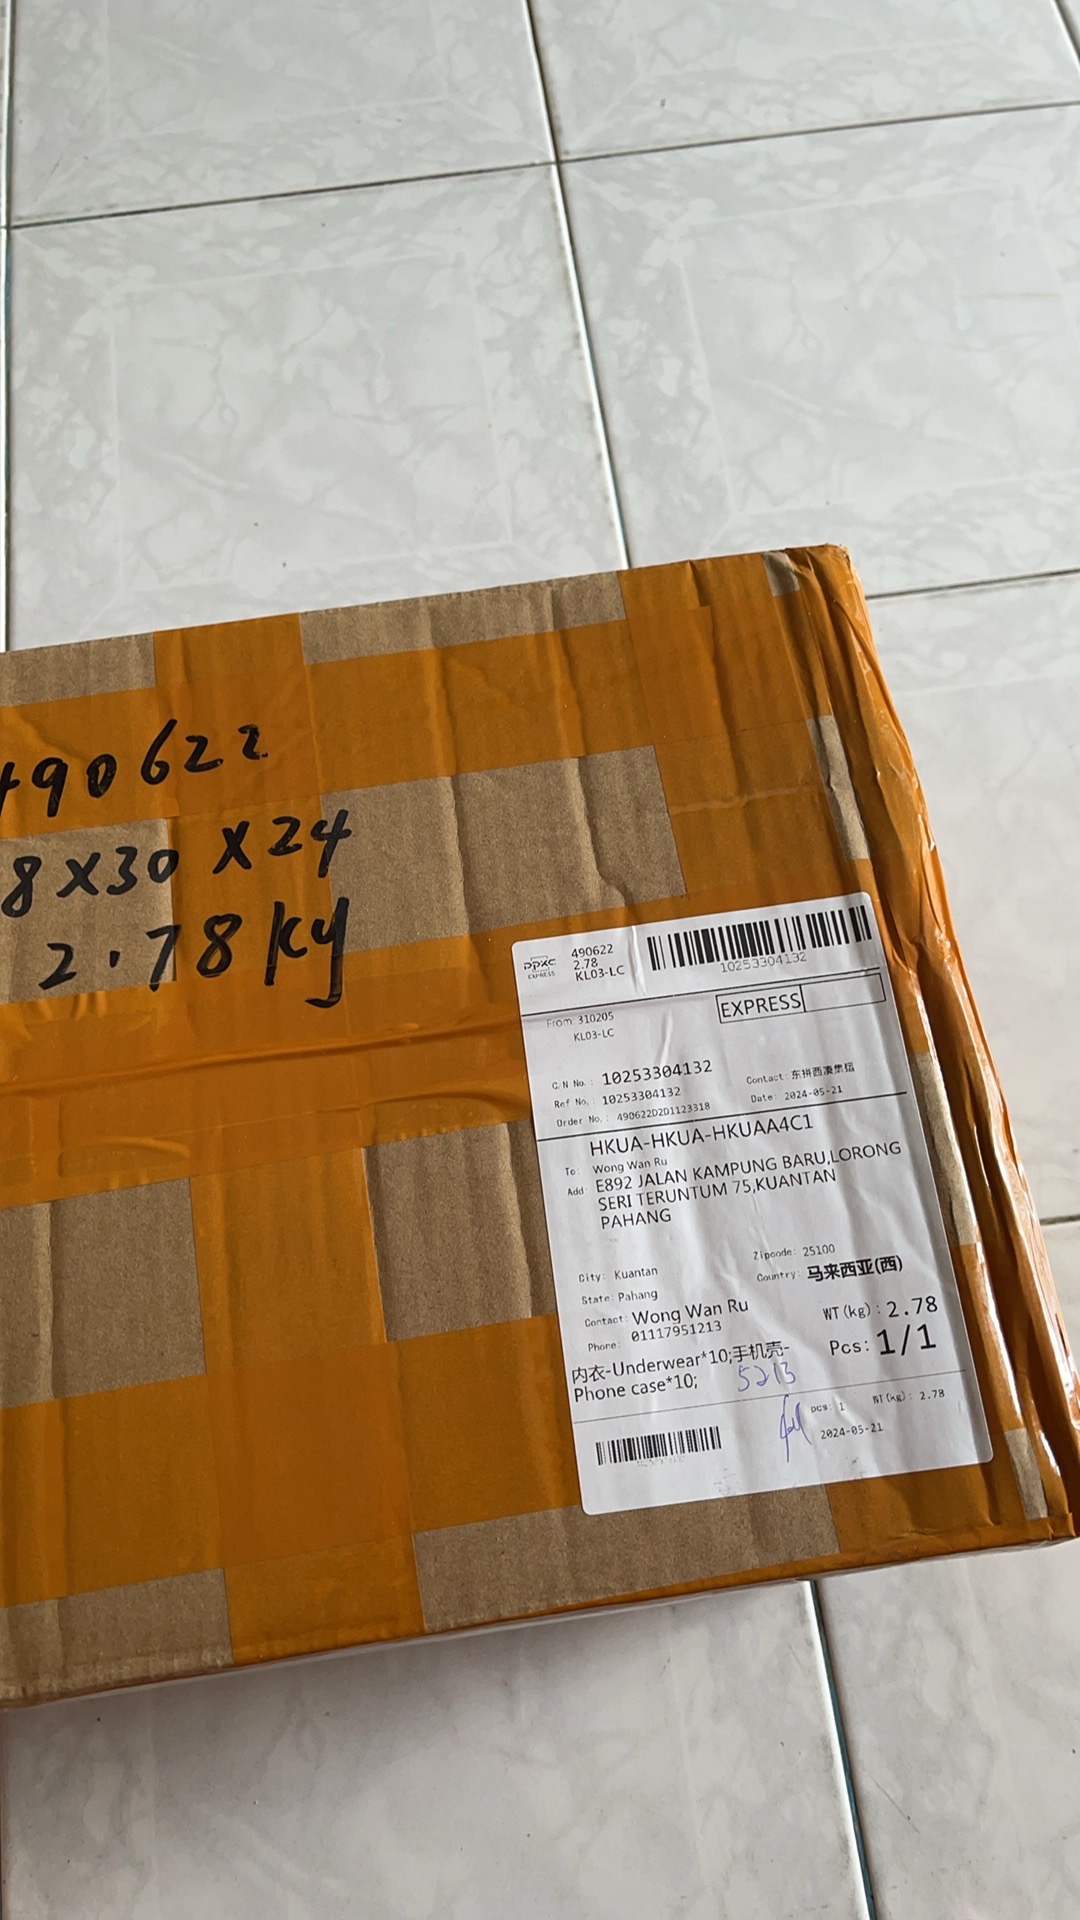 490622
8X30X24
2.78kg
PPXC
EXPRESS
490622
2.78
KL03-LC
10253304132
EXPRESS
From: 310205
KL03-LC
C/N No.: 10253304132
Contact: 东拼西凑集运
Ref No.: 10253304132
Date: 2024-05-21
Order No.: 490622D2D1123318
HKUA-HKUA-HKUAA4C1
To: Wong Wan Ru
Add E892 JALAN KAMPUNG BARU,LORONG
SERI TERUNTUM 75,KUANTAN
PAHANG
Zipcode: 25100
City: Kuantan
Country: 马来西亚(西)
State: Pahang
Contact: Wong Wan Ru
WT(kg): 2.78
Phone: 01117951213
Pcs: 1/1
内衣-Underwear*10;手机壳-
Phone case*10;
5213
pcs: 1 WT(kg): 2.78
2024-05-21